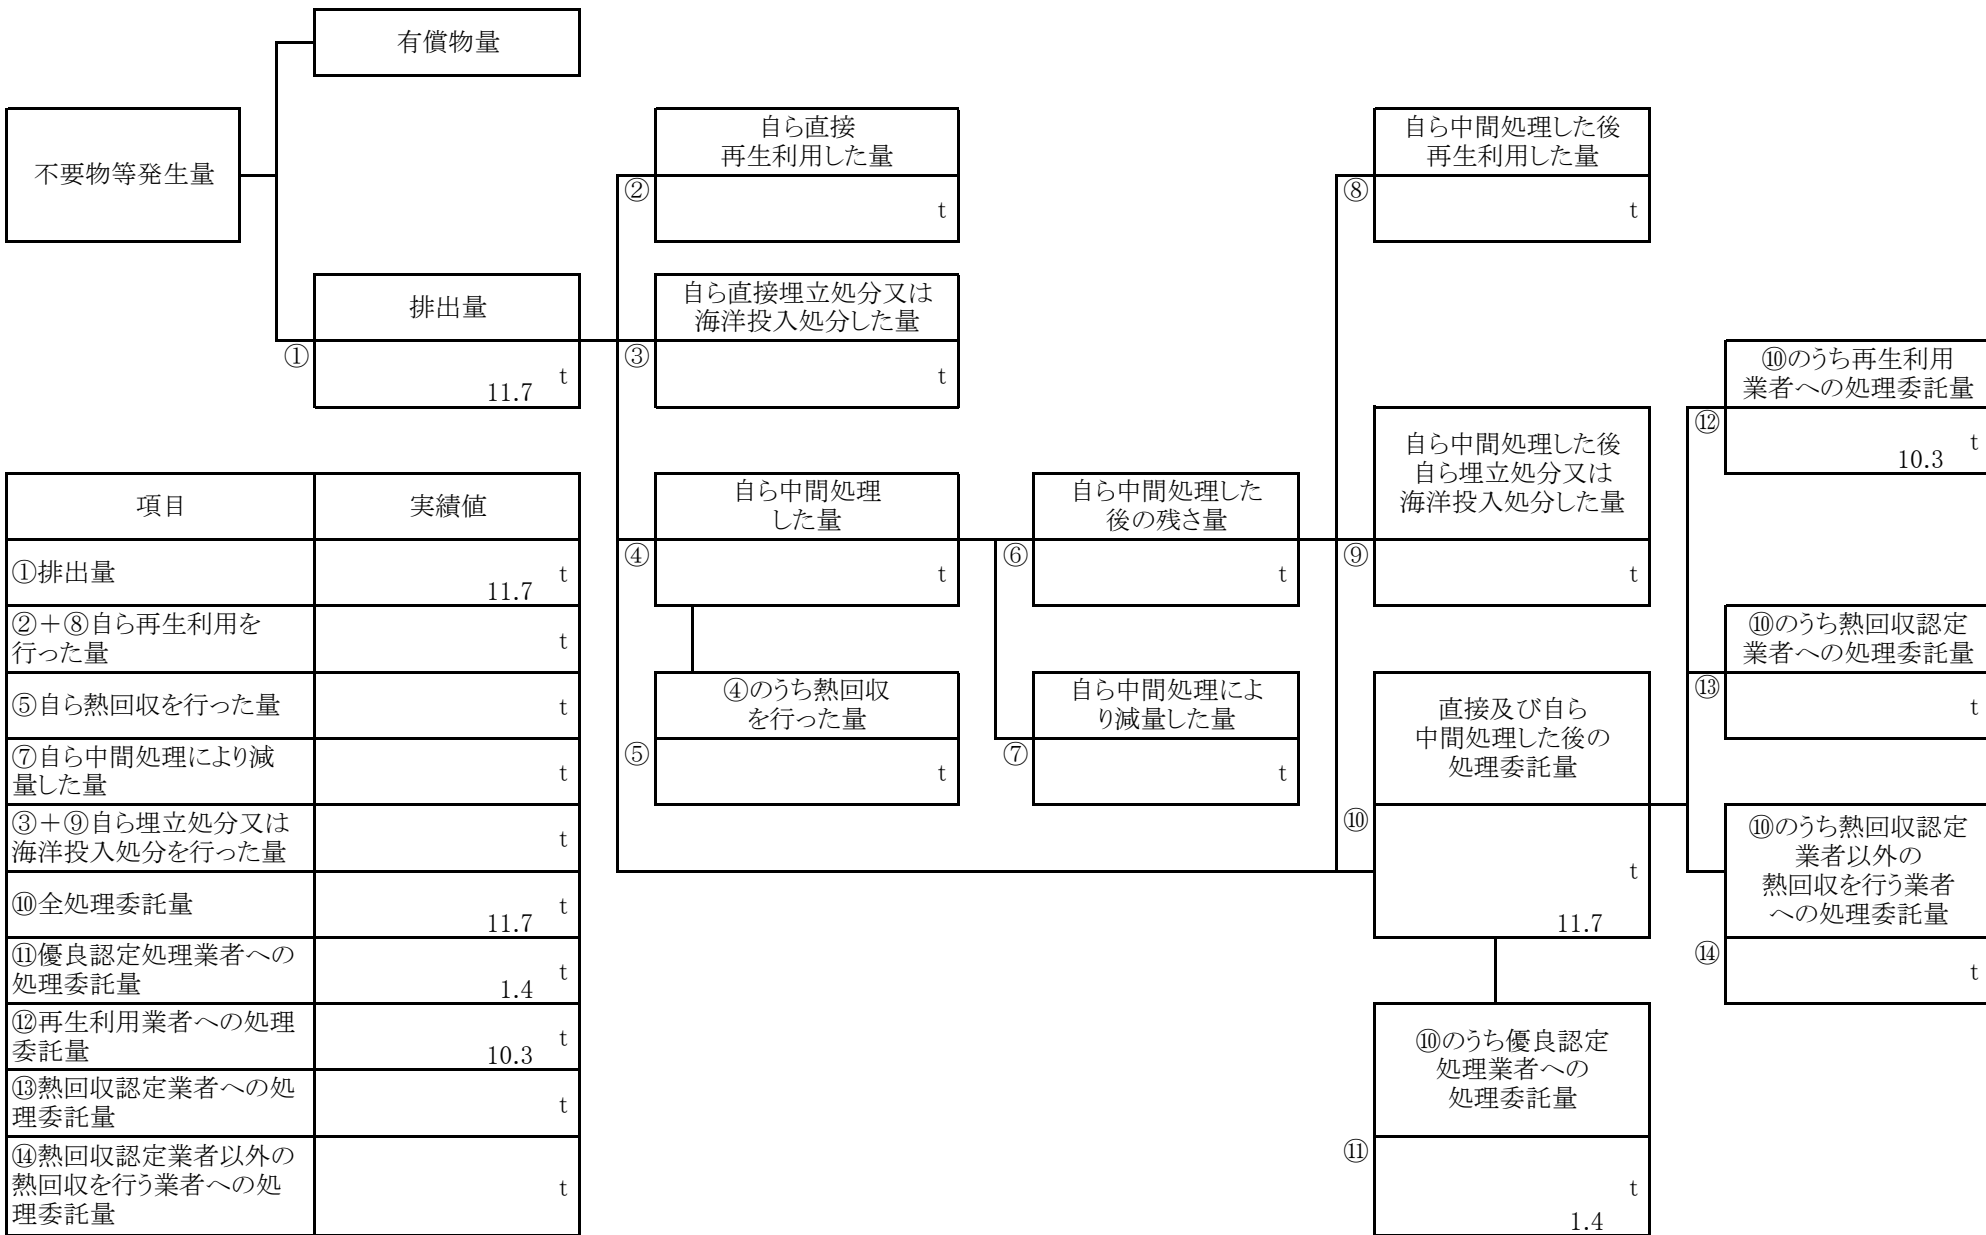 有償物量
不要物等発生量
排出量
①
11.7 t
自ら直接
再生利用した量
②
t
自ら直接埋立処分又は
海洋投入処分した量
③
t
自ら中間処理
した量
④
t
④のうち熱回収
を行った量
⑤
t
自ら中間処理した
後の残さ量
⑥
t
自ら中間処理によ
り減量した量
⑦
t
自ら中間処理した後
再生利用した量
⑧
t
自ら中間処理した後
自ら埋立処分又は
海洋投入処分した量
⑨
t
直接及び自ら
中間処理した後の
処理委託量
⑩
t
11.7
⑩のうち優良認定
処理業者への
処理委託量
⑪
t
1.4
⑩のうち再生利用
業者への処理委託量
⑫
t
10.3
⑩のうち熱回収認定
業者への処理委託量
⑬
t
⑩のうち熱回収認定
業者以外の
熱回収を行う業者
への処理委託量
⑭
t
項目 実績値
①排出量 11.7 t
②+⑧自ら再生利用を
行った量 t
⑤自ら熱回収を行った量 t
⑦自ら中間処理により減
量した量 t
③+⑨自ら埋立処分又は
海洋投入処分を行った量 t
⑩全処理委託量 11.7 t
⑪優良認定処理業者への
処理委託量 1.4 t
⑫再生利用業者への処理
委託量 10.3 t
⑬熱回収認定業者への処
理委託量 t
⑭熱回収認定業者以外の
熱回収を行う業者への処
理委託量 t